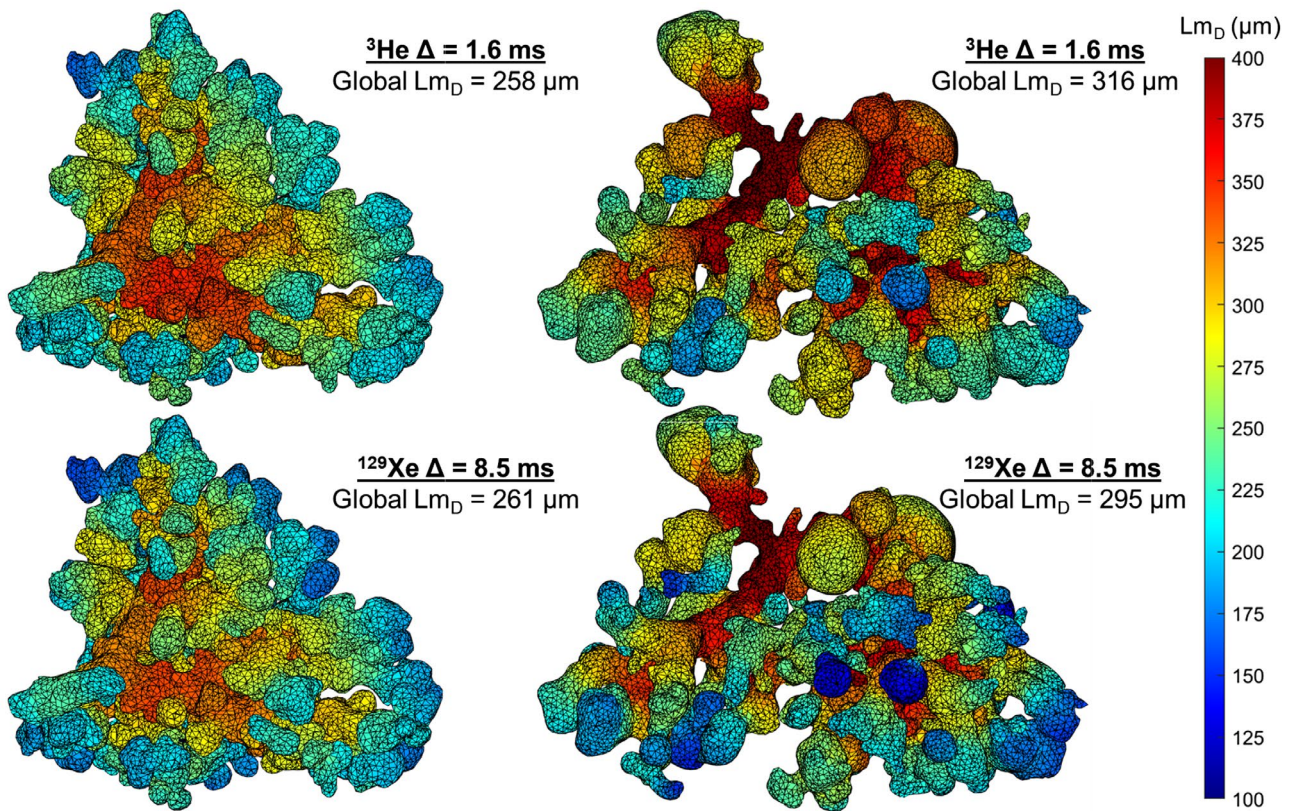 ³He Δ = 1.6 ms
Global Lm_D = 258 μm
³He Δ = 1.6 ms
Global Lm_D = 316 μm
Lm_D (μm)
400
375
350
325
300
275
250
225
200
175
150
125
100
¹²⁹Xe Δ = 8.5 ms
Global Lm_D = 261 μm
¹²⁹Xe Δ = 8.5 ms
Global Lm_D = 295 μm